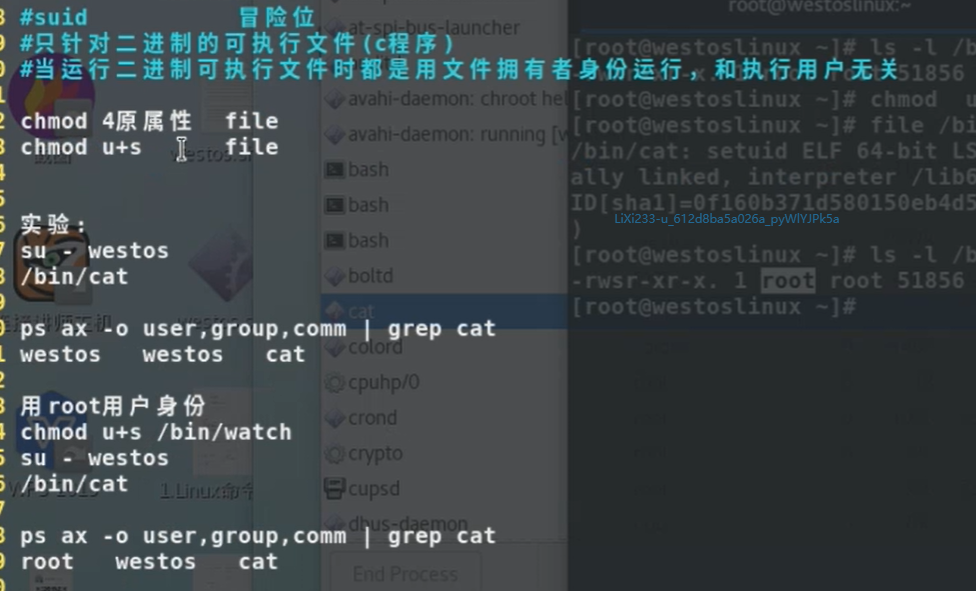 #suid 冒险位
#只针对二进制的可执行文件(c程序)
#当运行二进制可执行文件时都是用文件拥有者身份运行，和执行用户无关
chmod 4原属性 file
chmod u+s file
实验:
su - westos
/bin/cat
ps ax -o user,group,comm | grep cat
westos westos cat
用root用户身份
chmod u+s /bin/watch
su - westos
/bin/cat
ps ax -o user,group,comm | grep cat
root westos cat
at-spi-bus-launcher
avahi-daemon: chroot hel
avahi-daemon: running [w
bash
bash
bash
boltd
cat
colord
cpuhp/0
crond
crypto
cupsd
dbus-daemon
End Process
root@westoslinux:~
[root@westoslinux ~]# ls -l /b
root 51856
[root@westoslinux ~]# chmod u
[root@westoslinux ~]# file /bi
/bin/cat: setuid ELF 64-bit LS
ally linked, interpreter /lib6
ID[sha1]=0f160b371d580150eb4d5
LiXi233-u_612d8ba5a026a_pyWlYJPk5a
)
[root@westoslinux ~]# ls -l /b
-rwsr-xr-x. 1 root root 51856
[root@westoslinux ~]#
1.Linux命令